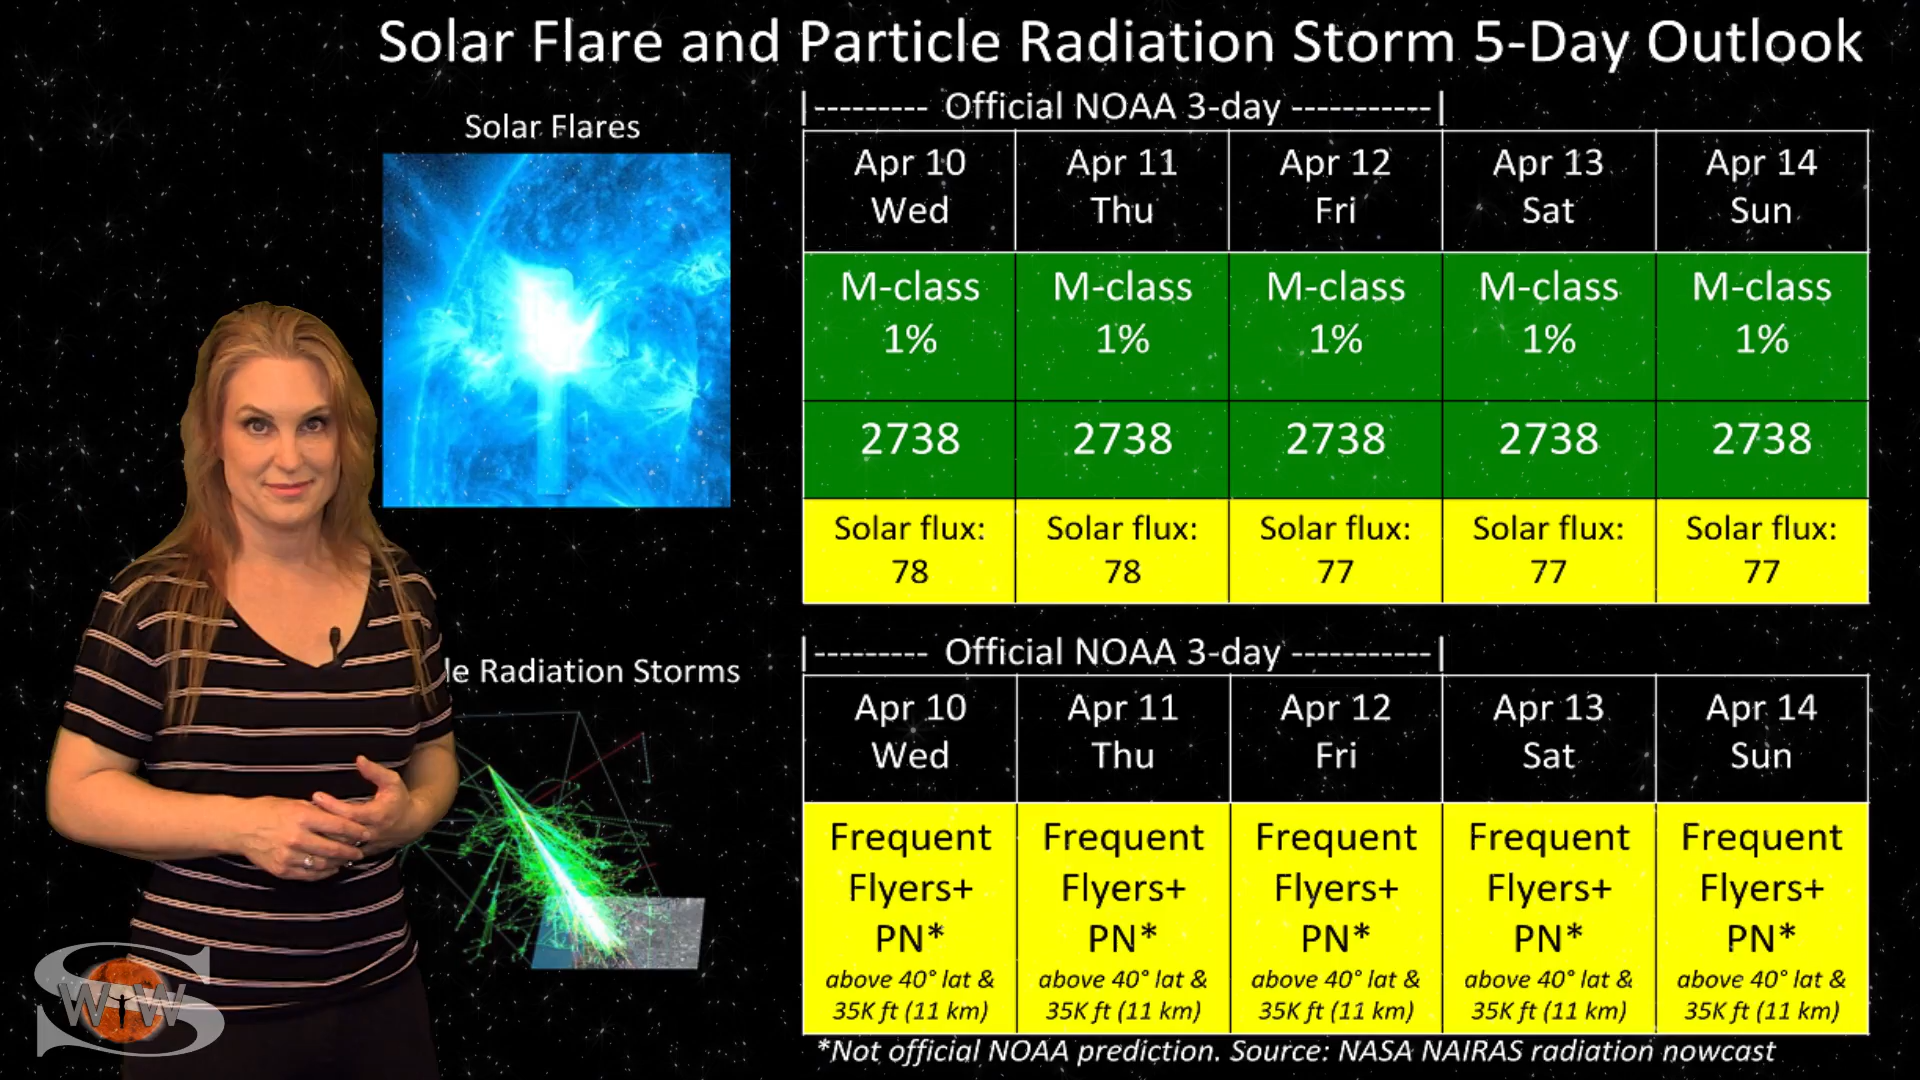 Solar Flare and Particle Radiation Storm 5-Day Outlook
Solar Flares
|--------- Official NOAA 3-day -----------|
Apr 10 Apr 11 Apr 12 Apr 13 Apr 14
Wed Thu Fri Sat Sun
M-class M-class M-class M-class M-class
1% 1% 1% 1% 1%
2738 2738 2738 2738 2738
Solar flux: Solar flux: Solar flux: Solar flux: Solar flux:
78 78 77 77 77
le Radiation Storms
|--------- Official NOAA 3-day -----------|
Apr 10 Apr 11 Apr 12 Apr 13 Apr 14
Wed Thu Fri Sat Sun
Frequent Frequent Frequent Frequent Frequent
Flyers+ Flyers+ Flyers+ Flyers+ Flyers+
PN* PN* PN* PN* PN*
above 40° lat & above 40° lat & above 40° lat & above 40° lat & above 40° lat &
35K ft (11 km) 35K ft (11 km) 35K ft (11 km) 35K ft (11 km) 35K ft (11 km)
*Not official NOAA prediction. Source: NASA NAIRAS radiation nowcast
S
W W